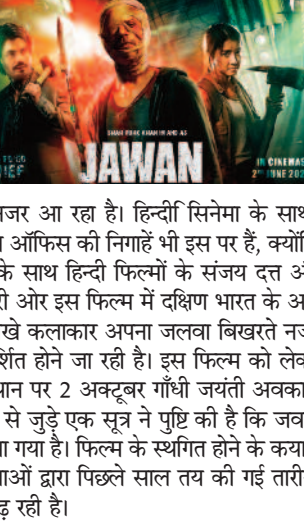 SHAH RUKH KHAN IN AND AS
JAWAN
IN CINEMAS
2ND JUNE 202
जर आ रहा है। हिन्दीी सिनेमा के साथ
ऑफिस की निगाहें भी इस पर हैं, क्योंि
के साथ हिन्दी फिल्मों के संजय दत्त औ
री ओर इस फिल्म में दक्षिण भारत के अ
खे कलाकार अपना जलवा बिखरते नज
र्शित होने जा रही है। इस फिल्म को लेक
यान पर 2 अक्टूबर गाँधी जयंती अवका
से जुड़े एक सूत्र ने पुष्टि की है कि जव
ा गया है। फिल्म के स्थगित होने के कया
ाओं द्वारा पिछले साल तय की गई तारी
ढ़ रही है।